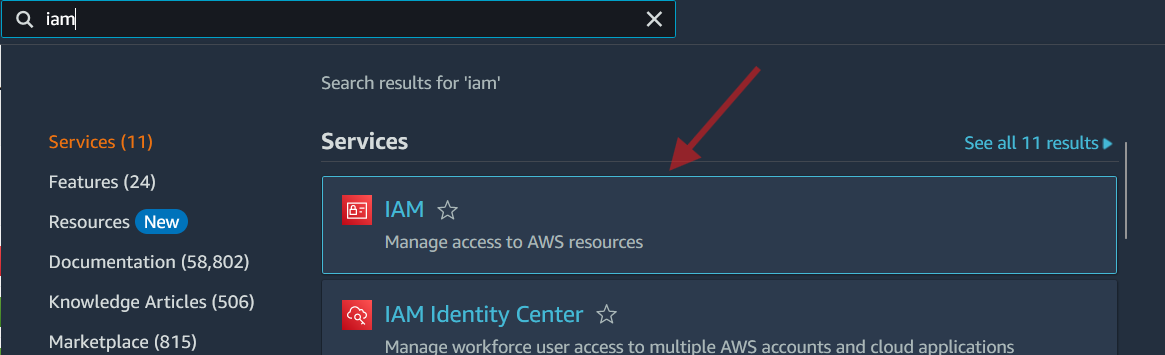 iam
Search results for 'iam'
Services (11)
Features (24)
Resources New
Documentation (58,802)
Knowledge Articles (506)
Marketplace (815)
Services
See all 11 results
IAM
Manage access to AWS resources
IAM Identity Center
Manage workforce user access to multiple AWS accounts and cloud applications